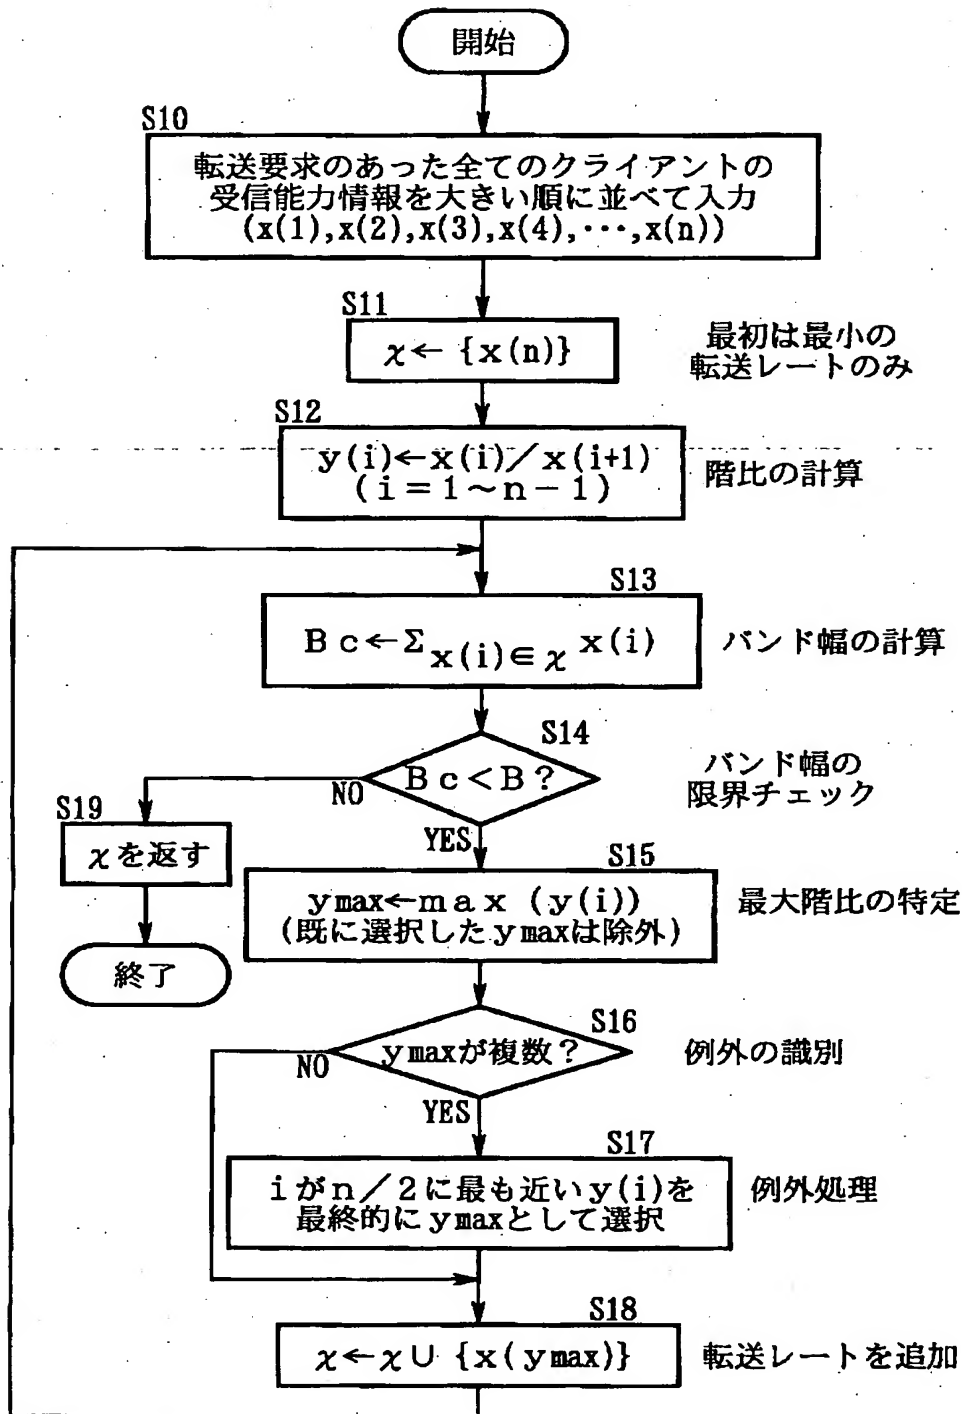 開始
S10
転送要求のあった全てのクライアントの
受信能力情報を大きい順に並べて入力
(x(1),x(2),x(3),x(4),···,x(n))
S11
χ← {x(n)}
最初は最小の
転送レートのみ
S12
y(i)←x(i)/x(i+1)
(i=1~n-1)
階比の計算
S13
Bc←Σx(i)∈χ x(i)
バンド幅の計算
S14
Bc<B?
バンド幅の
限界チェック
NO
YES
S19
χを返す
終了
S15
ymax←max (y(i))
(既に選択したymaxは除外)
最大階比の特定
S16
ymaxが複数?
例外の識別
NO
YES
S17
iがn/2に最も近いy(i)を
最終的にymaxとして選択
例外処理
S18
χ←χ∪ {x(ymax)}
転送レートを追加